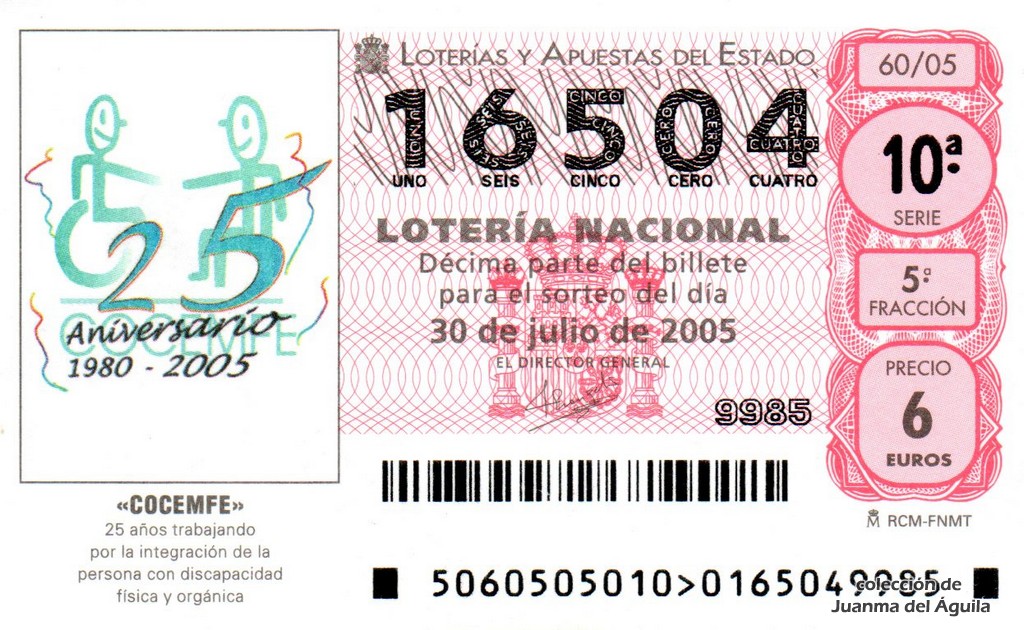 25
Aniversario
COCEMFE
1980 - 2005
«COCEMFE»
25 años trabajando
por la integración de la
persona con discapacidad
física y orgánica
LOTERÍAS Y APUESTAS DEL ESTADO
16504
UNO SEIS CINCO CERO CUATRO
LOTERÍA NACIONAL
Décima parte del billete
para el sorteo del día
30 de julio de 2005
EL DIRECTOR GENERAL
9985
60/05
10ª
SERIE
5ª
FRACCIÓN
PRECIO
6
EUROS
RCM-FNMT
5060505010>0165049985
colección de
Juanma del Águila